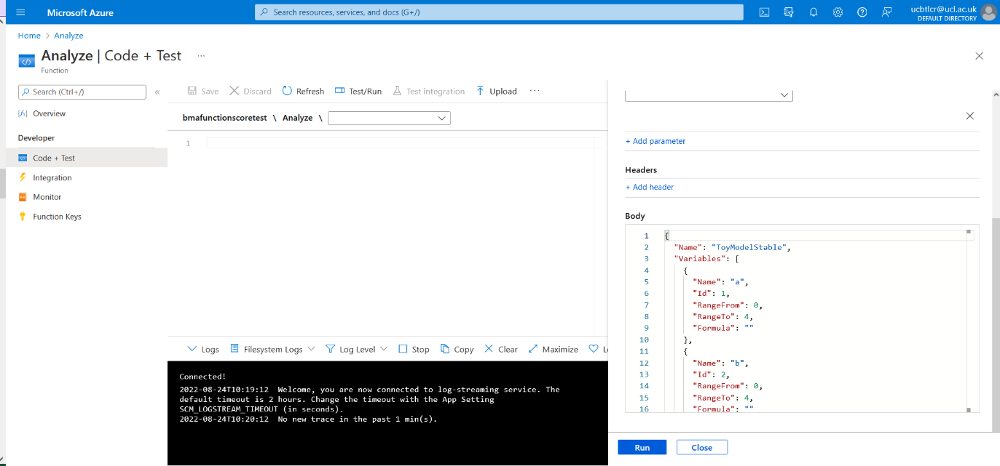 Microsoft Azure
Search resources, services, and docs (G+/)
ucbtlcr@ucl.ac.uk
DEFAULT DIRECTORY
Home > Analyze
Analyze | Code + Test ...
Function
Search (Ctrl+/)
«
Overview
Developer
Code + Test
Integration
Monitor
Function Keys
Save Discard Refresh Test/Run Test integration Upload ...
bmafunctionscoretest \ Analyze \
1
Logs Filesystem Logs Log Level Stop Copy Clear Maximize
Connected!
2022-08-24T10:19:12 Welcome, you are now connected to log-streaming service. The
default timeout is 2 hours. Change the timeout with the App Setting
SCM_LOGSTREAM_TIMEOUT (in seconds).
2022-08-24T10:20:12 No new trace in the past 1 min(s).
+ Add parameter
Headers
+ Add header
Body
1 {
2 "Name": "ToyModelStable",
3 "Variables": [
4 {
5 "Name": "a",
6 "Id": 1,
7 "RangeFrom": 0,
8 "RangeTo": 4,
9 "Formula": ""
10 },
11 {
12 "Name": "b",
13 "Id": 2,
14 "RangeFrom": 0,
15 "RangeTo": 4,
16 "Formula": ""
Run Close